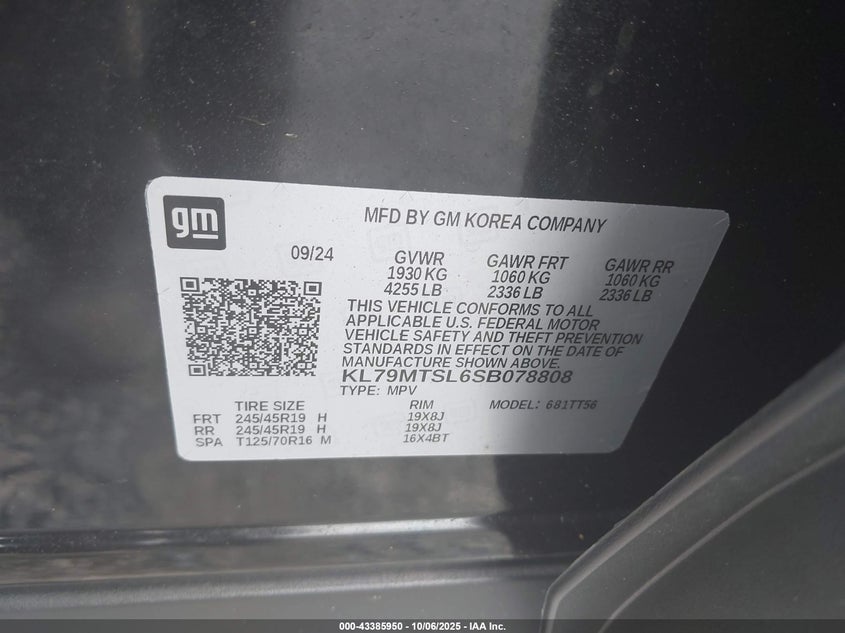 gm
MFD BY GM KOREA COMPANY
09/24
GVWR
1930 KG
4255 LB
GAWR FRT
1060 KG
2336 LB
GAWR RR
1060 KG
2336 LB
THIS VEHICLE CONFORMS TO ALL
APPLICABLE U.S. FEDERAL MOTOR
VEHICLE SAFETY AND THEFT PREVENTION
STANDARDS IN EFFECT ON THE DATE OF
MANUFACTURE SHOWN ABOVE.
KL79MTSL6SB078808
TYPE: MPV
TIRE SIZE RIM MODEL: 681TT56
FRT 245/45R19 H 19X8J
RR 245/45R19 H 19X8J
SPA T125/70R16 M 16X4BT
000-43385950 - 10/06/2025 - IAA Inc.